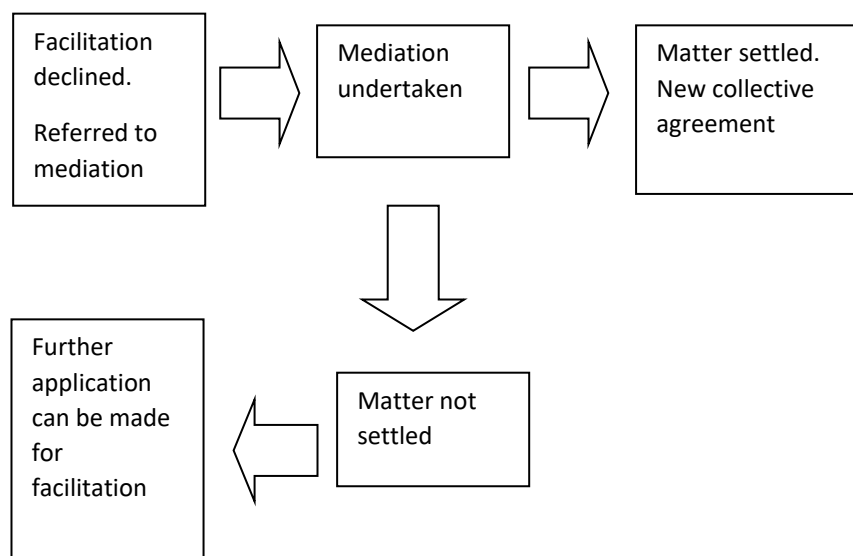 Facilitation
declined.
Referred to
mediation
Mediation
undertaken
Matter settled.
New collective
agreement
Further
application
can be made
for
facilitation
Matter not
settled